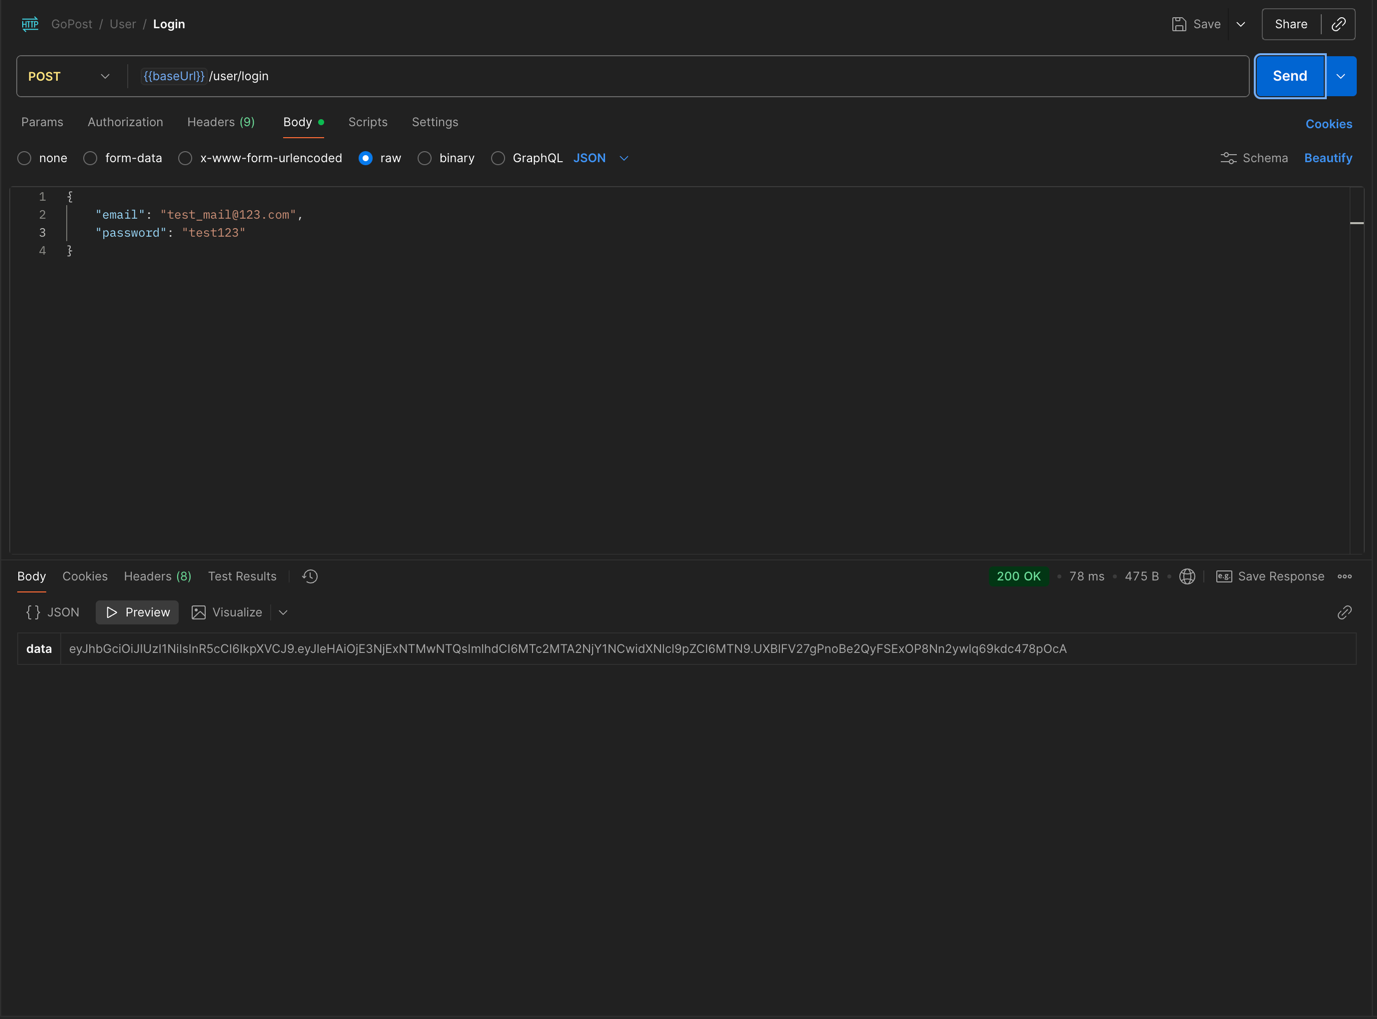 HTTP GoPost / User / Login Save Share
POST {{baseUrl}} /user/login Send
Params Authorization Headers (9) Body Scripts Settings Cookies
none form-data x-www-form-urlencoded raw binary GraphQL JSON Schema Beautify
1 {
2 "email": "test_mail@123.com",
3 "password": "test123"
4 }
Body Cookies Headers (8) Test Results 200 OK • 78 ms • 475 B • e.g. Save Response
{} JSON Preview Visualize
data eyJhbGciOiJIUzI1NiIsInR5cCI6IkpXVCJ9.eyJleHAiOjE3NjExNTMwNTQsImlhdCI6MTc2MTA2NjY1NCwidXNlcl9pZCI6MTN9.UXBIFV27gPnoBe2QyFSExOP8Nn2ywlq69kdc478pOcA